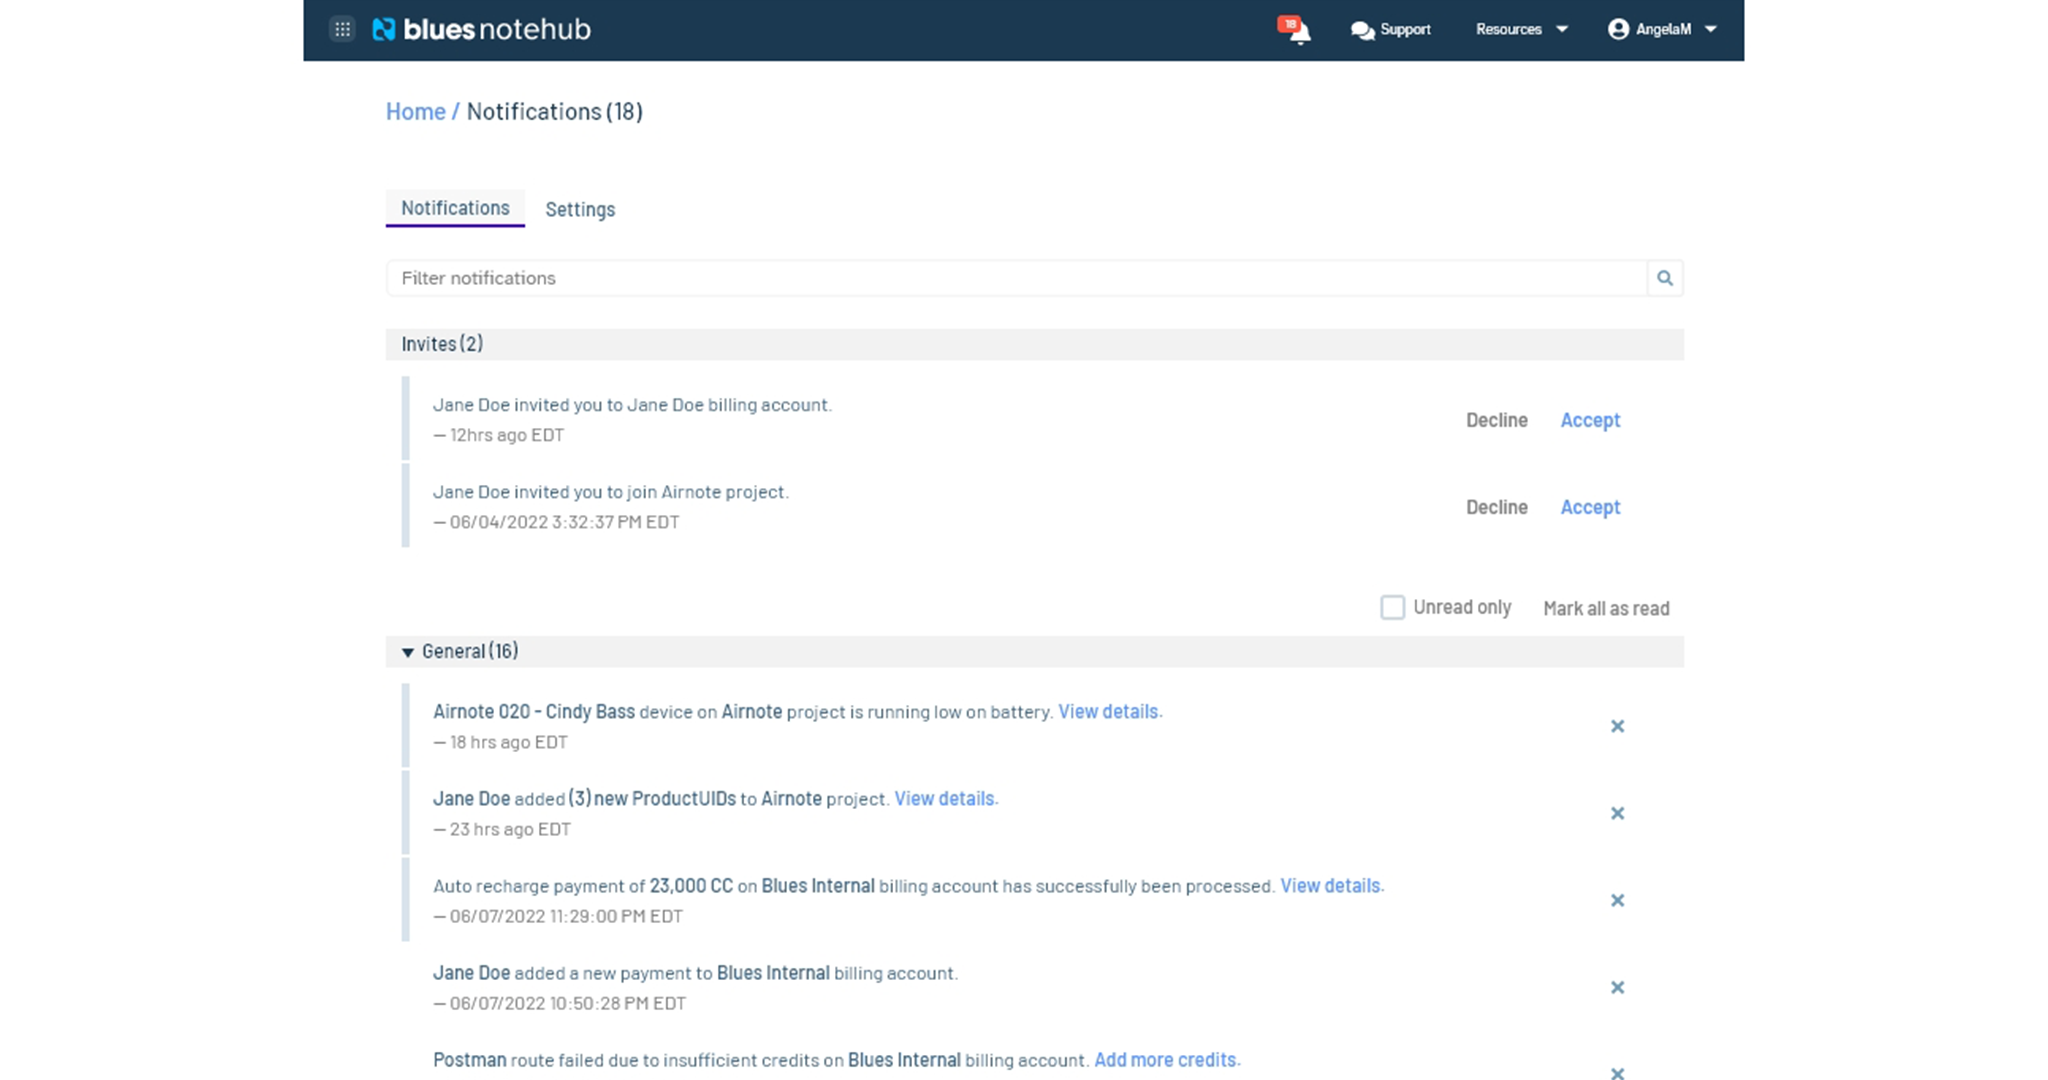 blues notehub
18
Support
Resources
AngelaM
Home / Notifications (18)
Notifications
Settings
Filter notifications
Invites (2)
Jane Doe invited you to Jane Doe billing account.
— 12hrs ago EDT
Decline
Accept
Jane Doe invited you to join Airnote project.
— 06/04/2022 3:32:37 PM EDT
Decline
Accept
Unread only
Mark all as read
General (16)
Airnote 020 - Cindy Bass device on Airnote project is running low on battery. View details.
— 18 hrs ago EDT
Jane Doe added (3) new ProductUIDs to Airnote project. View details.
— 23 hrs ago EDT
Auto recharge payment of 23,000 CC on Blues Internal billing account has successfully been processed. View details.
— 06/07/2022 11:29:00 PM EDT
Jane Doe added a new payment to Blues Internal billing account.
— 06/07/2022 10:50:28 PM EDT
Postman route failed due to insufficient credits on Blues Internal billing account. Add more credits.